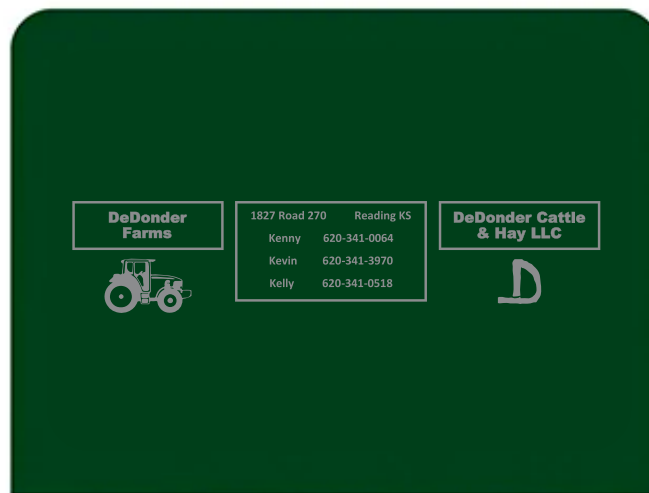 DeDonder
Farms
1827 Road 270 Reading KS
Kenny 620-341-0064
Kevin 620-341-3970
Kelly 620-341-0518
DeDonder Cattle
& Hay LLC
D